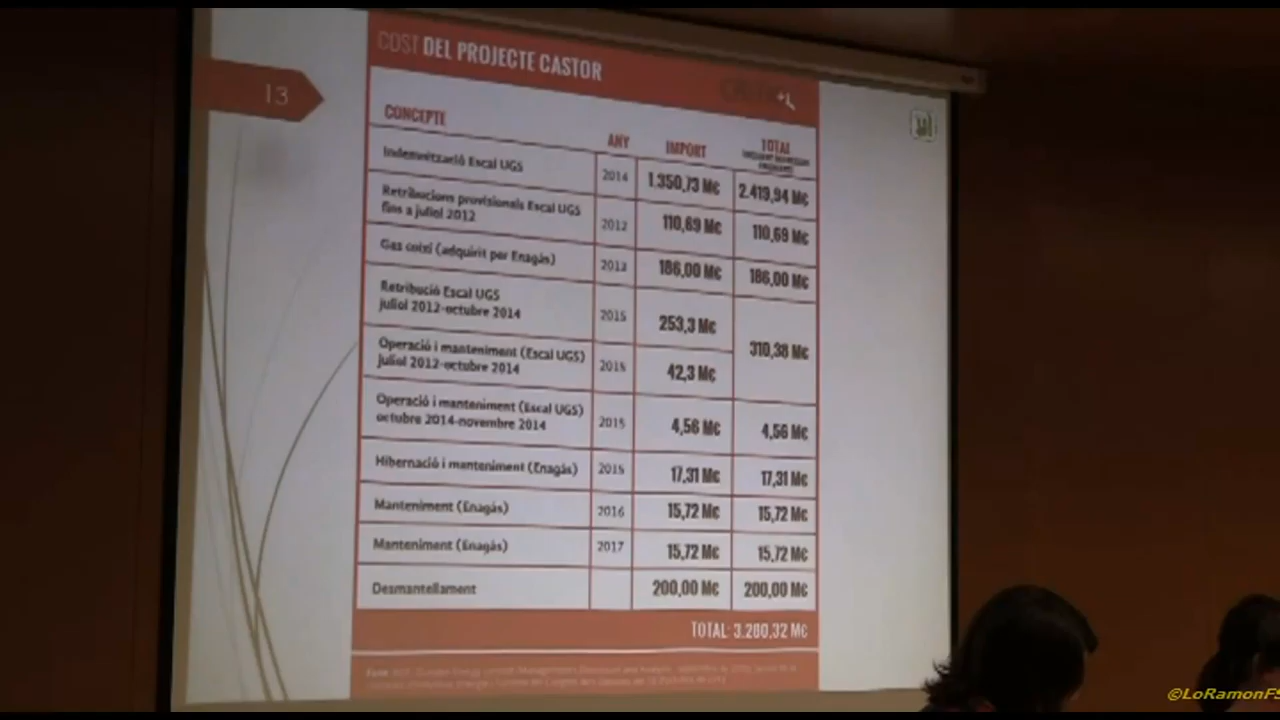 13
COST DEL PROJECTE CASTOR
CONCEPTE ANY IMPORT TOTAL
Indemnització Escal UGS 2014 1.350,73 M€ 2.419,94 M€
Retribucions provisionals Escal UGS
fins a juliol 2012 2012 110,69 M€ 110,69 M€
Gas coixí (adquirit per Enagás) 2013 186,00 M€ 186,00 M€
Retribució Escal UGS
juliol 2012-octubre 2014 2015 253,3 M€
310,38 M€
Operació i manteniment (Escal UGS)
juliol 2012-octubre 2014 2015 42,3 M€
Operació i manteniment (Escal UGS)
octubre 2014-novembre 2014 2015 4,56 M€ 4,56 M€
Hibernació i manteniment (Enagás) 2015 17,31 M€ 17,31 M€
Manteniment (Enagás) 2016 15,72 M€ 15,72 M€
Manteniment (Enagás) 2017 15,72 M€ 15,72 M€
Desmantellament 200,00 M€ 200,00 M€
TOTAL: 3.280,32 M€
©LoRamonFS